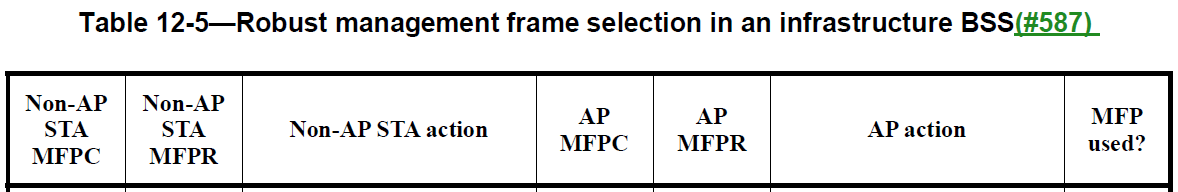 Table 12-5—Robust management frame selection in an infrastructure BSS(#587)
Non-AP
STA
MFPC
Non-AP
STA
MFPR
Non-AP STA action
AP
MFPC
AP
MFPR
AP action
MFP
used?